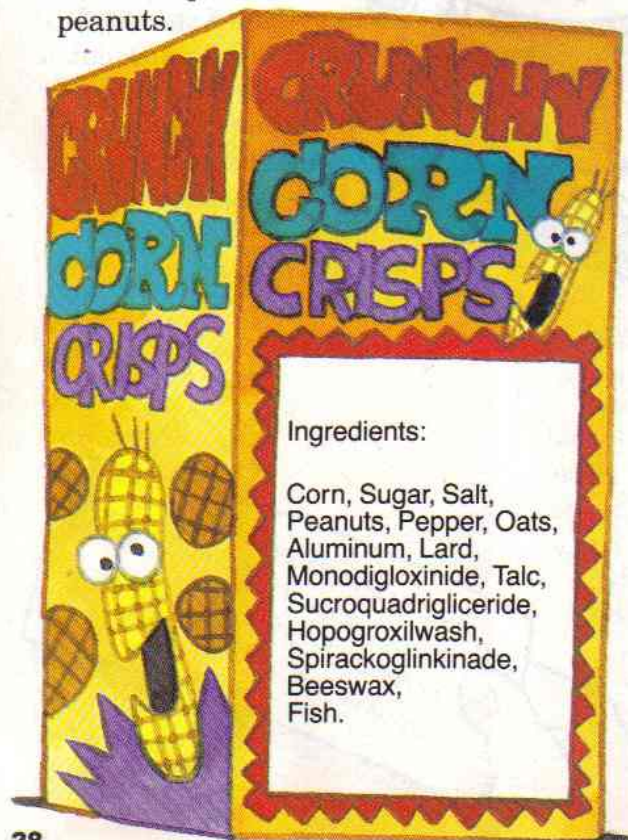 peanuts.
CRUNCHY
CORN
CRISPS
CRUNCHY
CORN
CRISPS
Ingredients:
Corn, Sugar, Salt,
Peanuts, Pepper, Oats,
Aluminum, Lard,
Monodigloxinide, Talc,
Sucroquadrigliceride,
Hopogroxilwash,
Spirackoglinkinade,
Beeswax,
Fish.